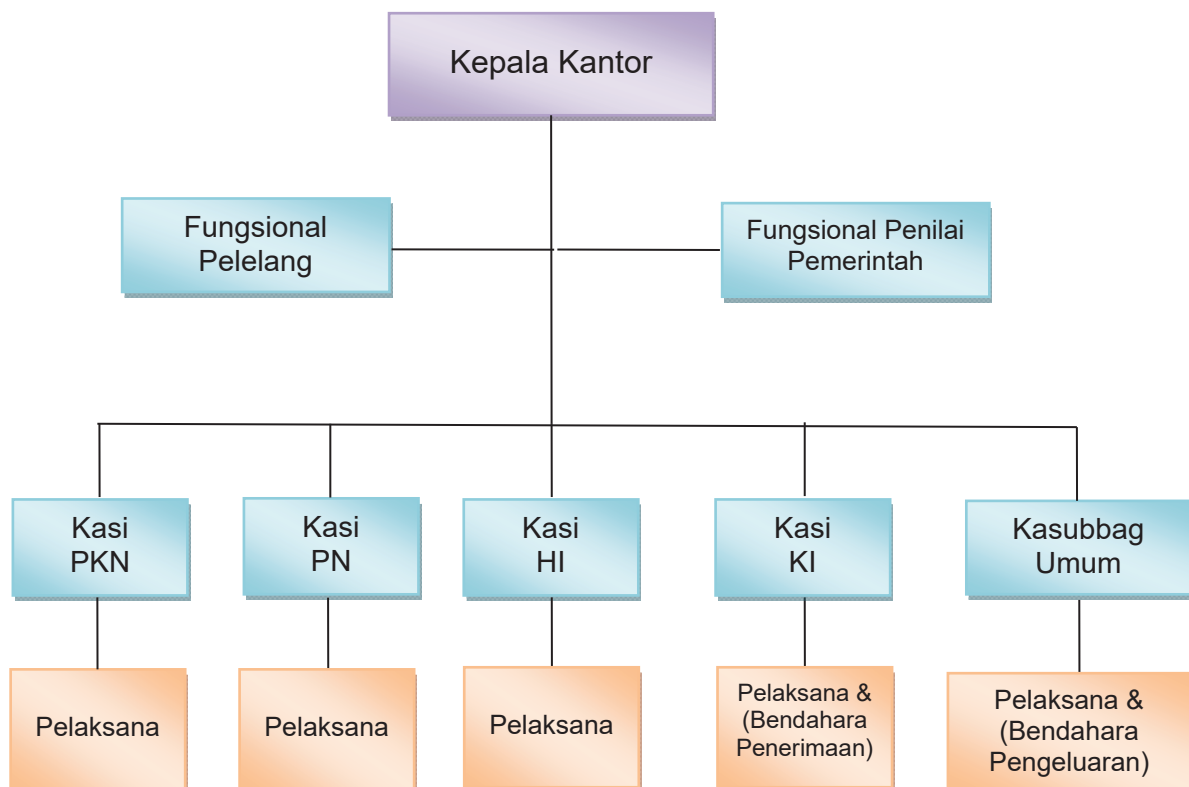 Kepala Kantor
Fungsional
Pelelang
Fungsional Penilai
Pemerintah
Kasi
PKN
Kasi
PN
Kasi
HI
Kasi
KI
Kasubbag
Umum
Pelaksana
Pelaksana
Pelaksana
Pelaksana &
(Bendahara
Penerimaan)
Pelaksana &
(Bendahara
Pengeluaran)